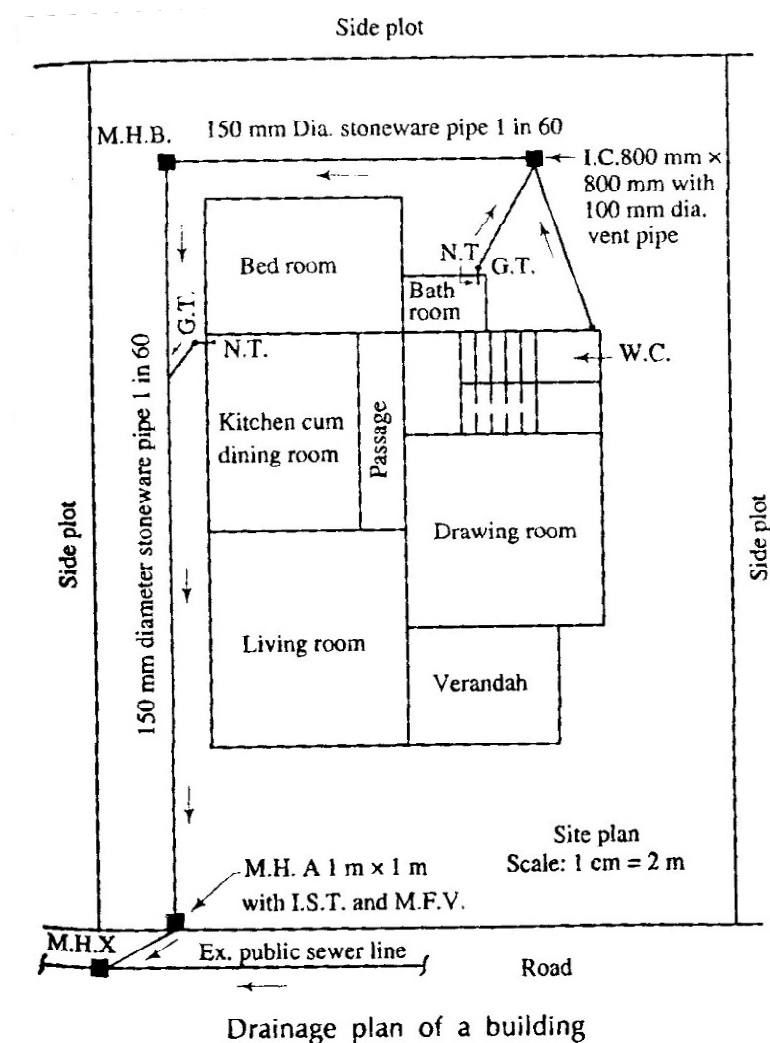 Side plot
M.H.B.
150 mm Dia. stoneware pipe 1 in 60
I.C.800 mm ×
800 mm with
100 mm dia.
vent pipe
Bed room
N.T.
G.T.
Bath
room
G.T.
N.T.
W.C.
Kitchen cum
dining room
Passage
150 mm diameter stoneware pipe 1 in 60
Side plot
Drawing room
Side plot
Living room
Verandah
Site plan
Scale: 1 cm = 2 m
M.H. A 1 m × 1 m
with I.S.T. and M.F.V.
M.H.X
Ex. public sewer line
Road
Drainage plan of a building